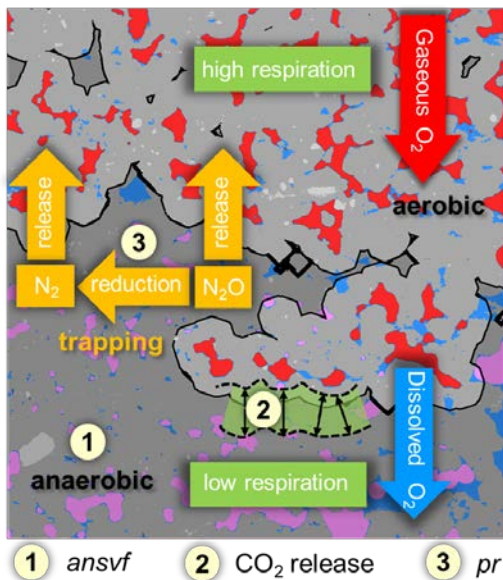 high respiration
Gaseous O₂
aerobic
release
release
3
N₂
reduction
N₂O
trapping
2
Dissolved O₂
1
anaerobic
low respiration
1 ansvf
2 CO₂ release
3 pr